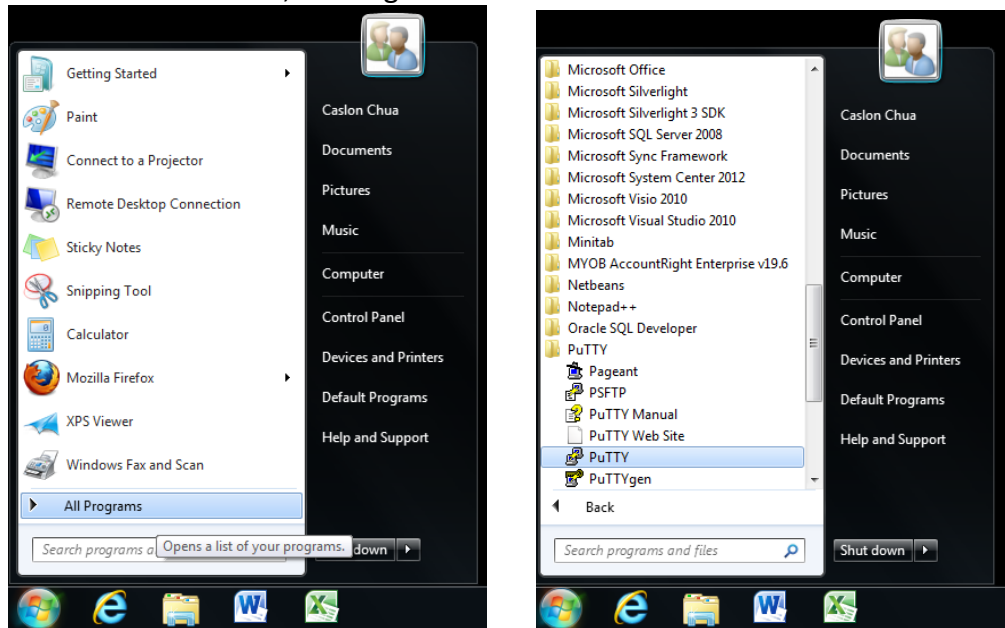 Getting Started
Paint
Connect to a Projector
Remote Desktop Connection
Sticky Notes
Snipping Tool
Calculator
Mozilla Firefox
XPS Viewer
Windows Fax and Scan
All Programs
Search programs a
Opens a list of your programs.
Caslon Chua
Documents
Pictures
Music
Computer
Control Panel
Devices and Printers
Default Programs
Help and Support
down
Microsoft Office
Microsoft Silverlight
Microsoft Silverlight 3 SDK
Microsoft SQL Server 2008
Microsoft Sync Framework
Microsoft System Center 2012
Microsoft Visio 2010
Microsoft Visual Studio 2010
Minitab
MYOB AccountRight Enterprise v19.6
Netbeans
Notepad++
Oracle SQL Developer
PuTTY
Pageant
PSFTP
PuTTY Manual
PuTTY Web Site
PuTTY
PuTTYgen
Back
Search programs and files
Caslon Chua
Documents
Pictures
Music
Computer
Control Panel
Devices and Printers
Default Programs
Help and Support
Shut down